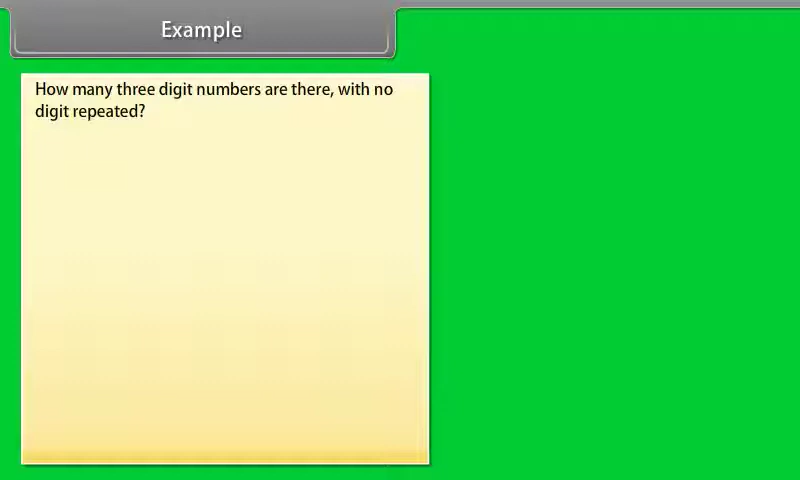 Example
How many three digit numbers are there, with no
digit repeated?